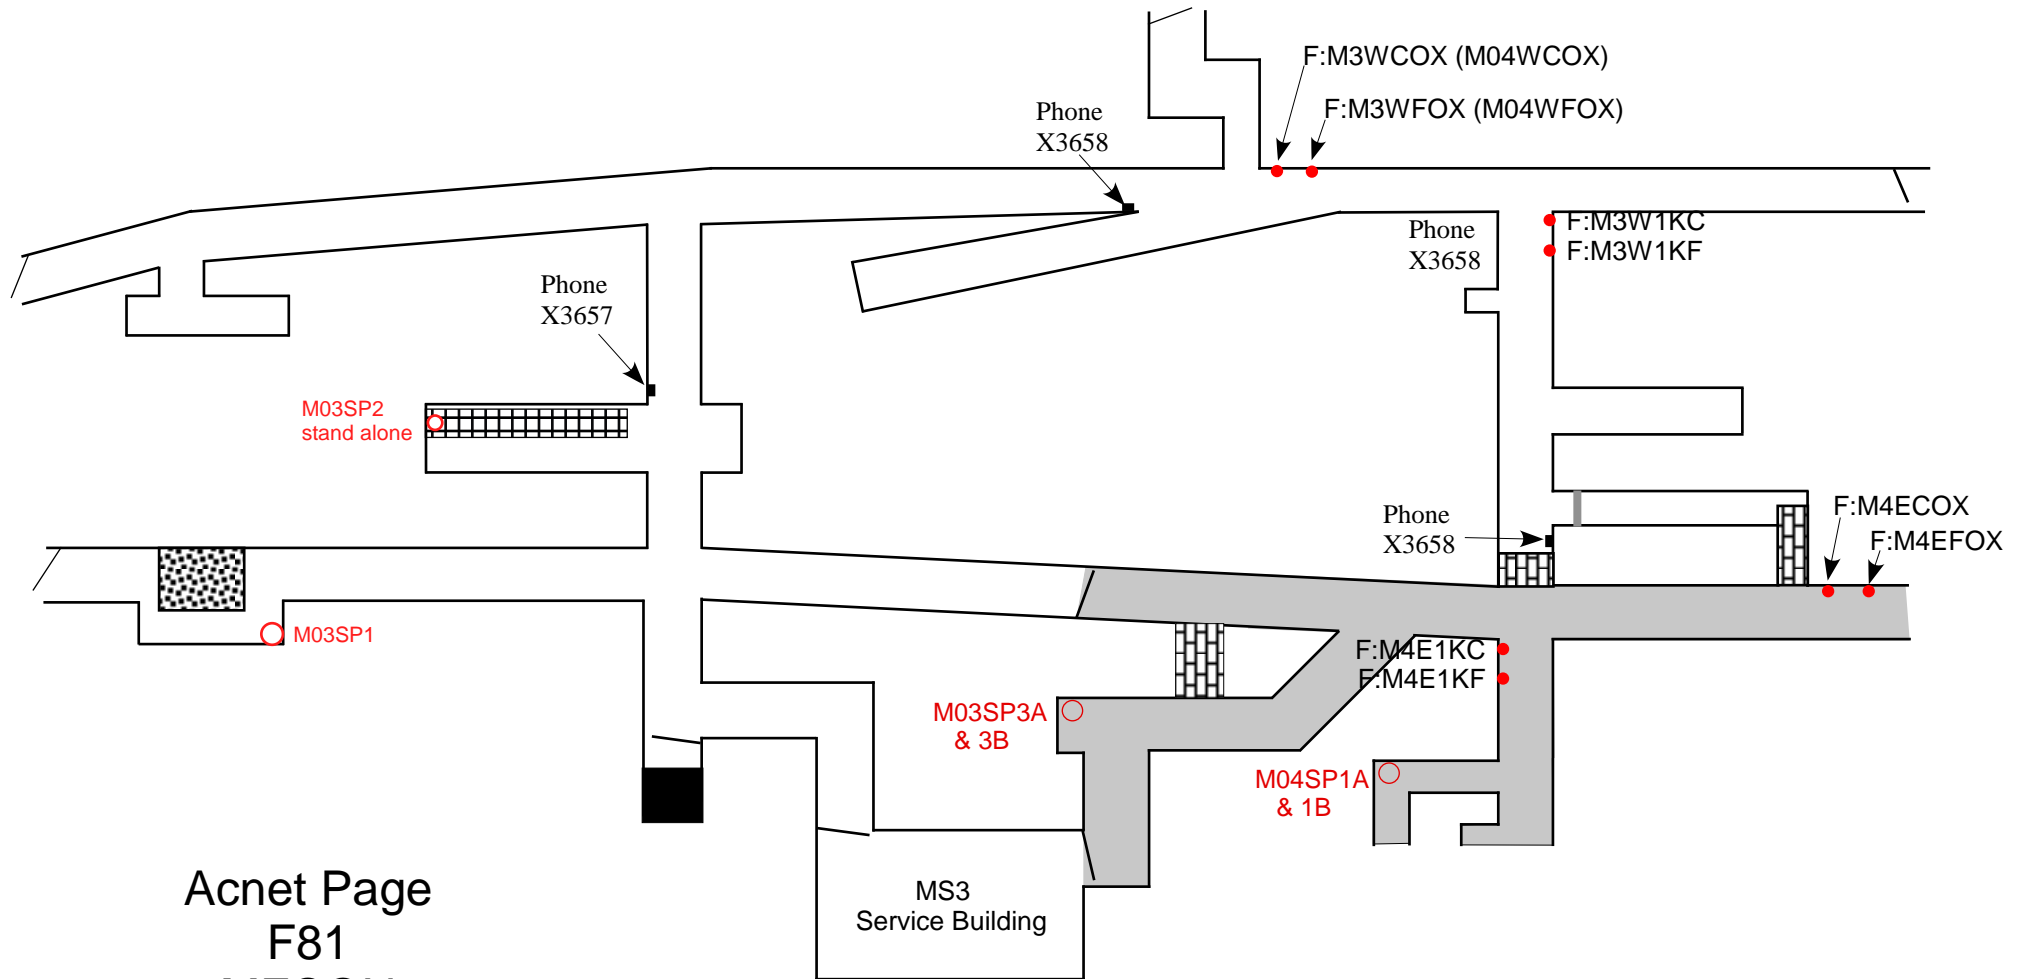 F:M3WCOX (M04WCOX)
F:M3WFOX (M04WFOX)
Phone
X3658
F:M3W1KC
F:M3W1KF
Phone
X3658
Phone
X3657
M03SP2
stand alone
F:M4ECOX
F:M4EFOX
Phone
X3658
M03SP1
F:M4E1KC
F:M4E1KF
M03SP3A
& 3B
M04SP1A
& 1B
MS3
Service Building
Acnet Page
F81